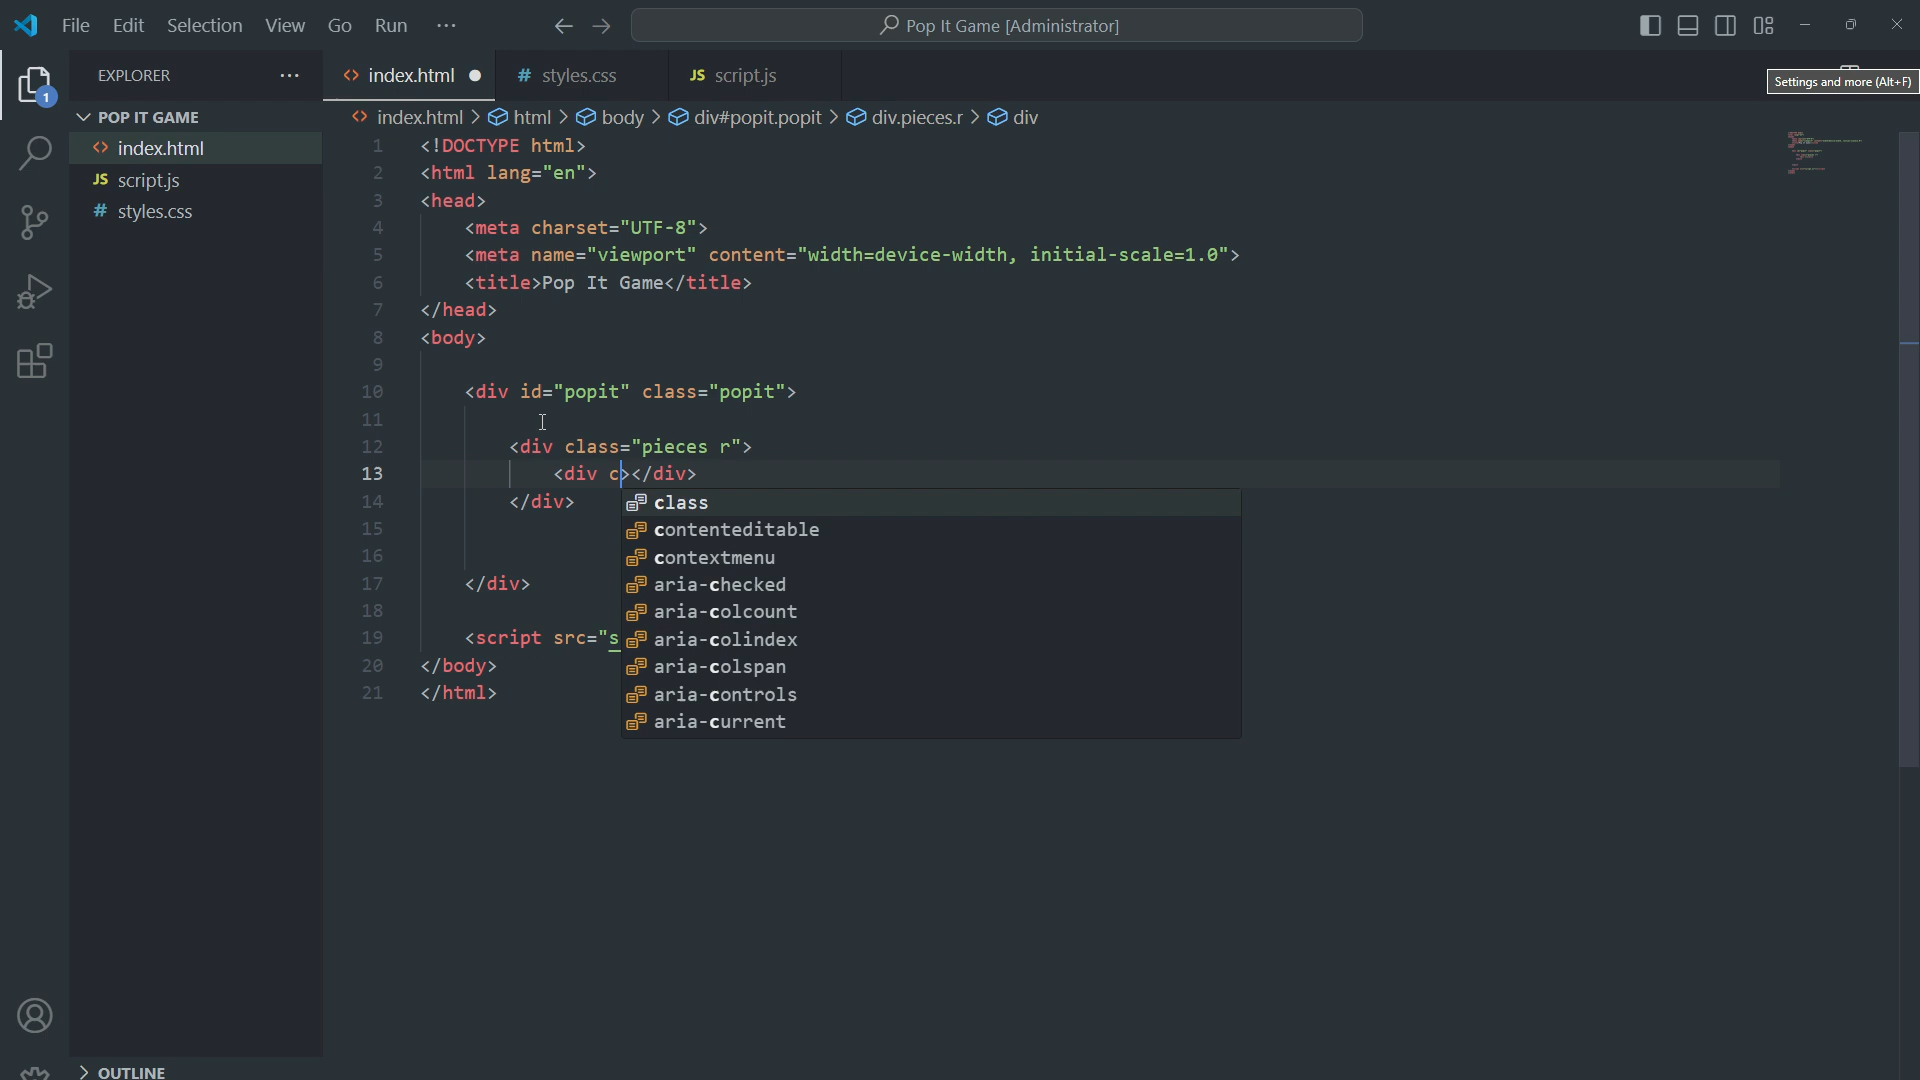 File Edit Selection View Go Run ··· Pop It Game [Administrator]
EXPLORER ··· index.html styles.css JS script.js Settings and more (Alt+F)
POP IT GAME index.html > html > body > div#popit.popit > div.pieces.r > div
1
index.html
JS script.js
# styles.css
1 <!DOCTYPE html>
2 <html lang="en">
3 <head>
4 <meta charset="UTF-8">
5 <meta name="viewport" content="width=device-width, initial-scale=1.0">
6 <title>Pop It Game</title>
7 </head>
8 <body>
9
10 <div id="popit" class="popit">
11
12 <div class="pieces r">
13 <div c></div>
14 </div>
15
16
17 </div>
18
19 <script src="s
20 </body>
21 </html>
class
contenteditable
contextmenu
aria-checked
aria-colcount
aria-colindex
aria-colspan
aria-controls
aria-current
OUTLINE